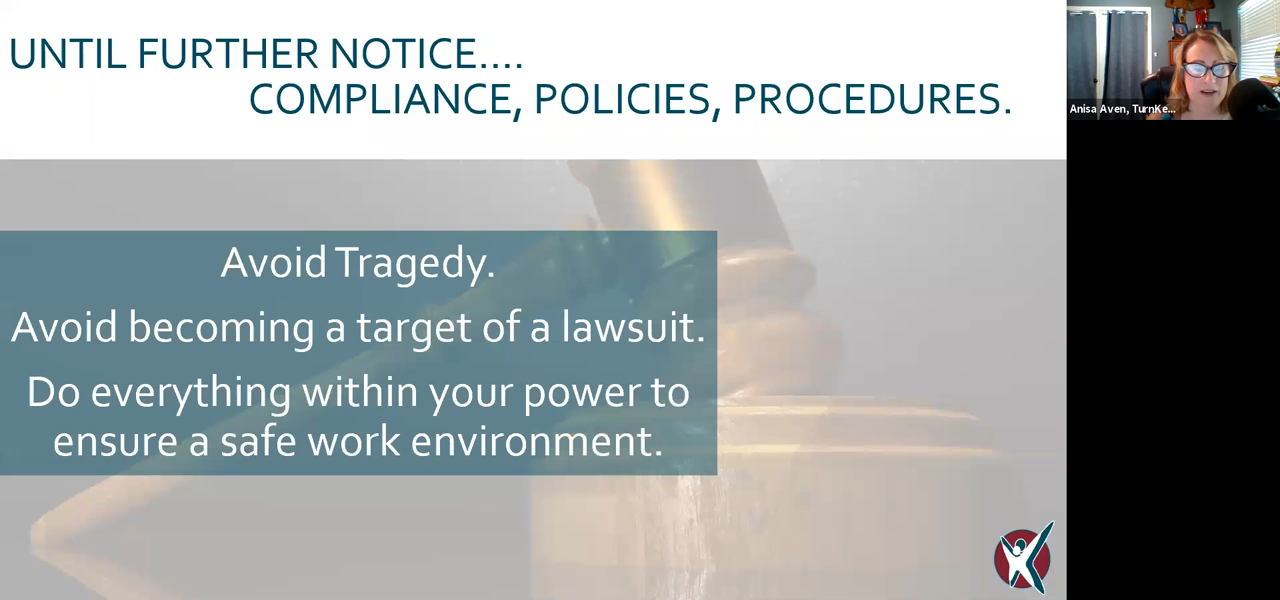 UNTIL FURTHER NOTICE....
COMPLIANCE, POLICIES, PROCEDURES.
Avoid Tragedy.
Avoid becoming a target of a lawsuit.
Do everything within your power to
ensure a safe work environment.
Anisa Aven, TurnKe...